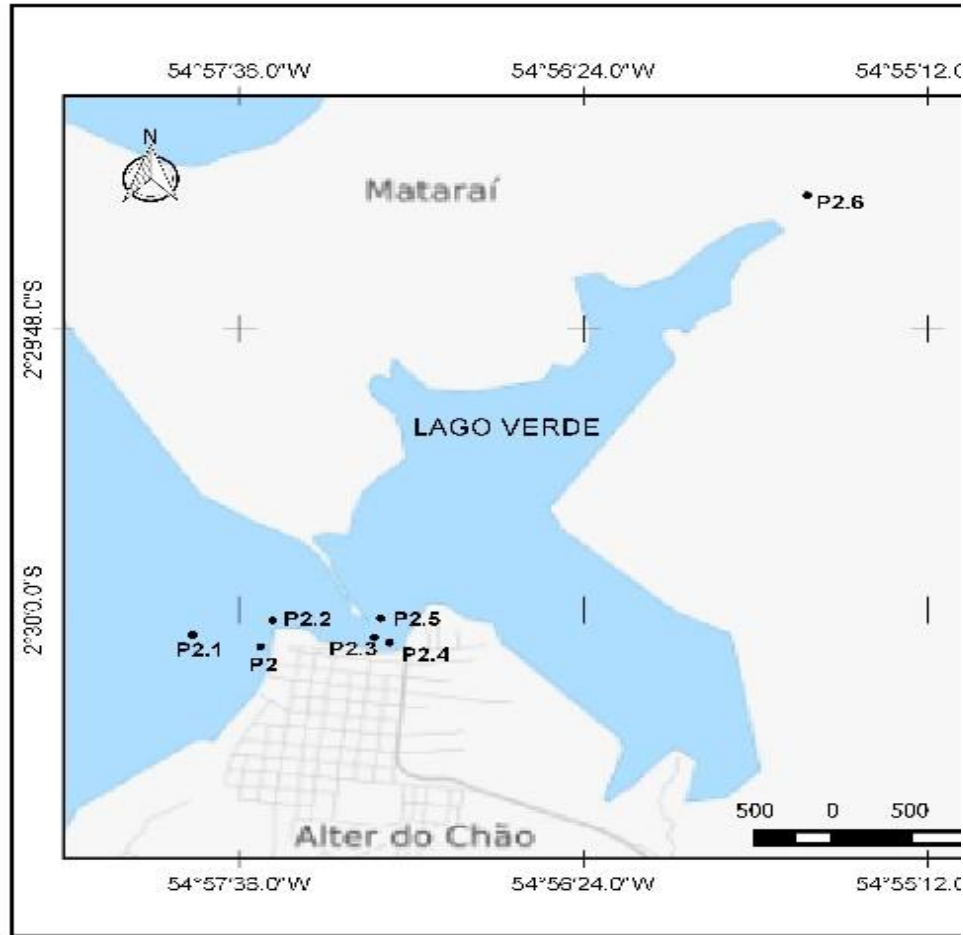 54°57'36.0"W 54°56'24.0"W 54°55'12.0
N
Mataraí
P2.6
2°29'48.0"S
LAGO VERDE
2°30'0.0"S
P2.2 P2.5
P2.1 P2 P2.3 P2.4
500 0 500
Alter do Chão
54°57'36.0"W 54°56'24.0"W 54°55'12.0